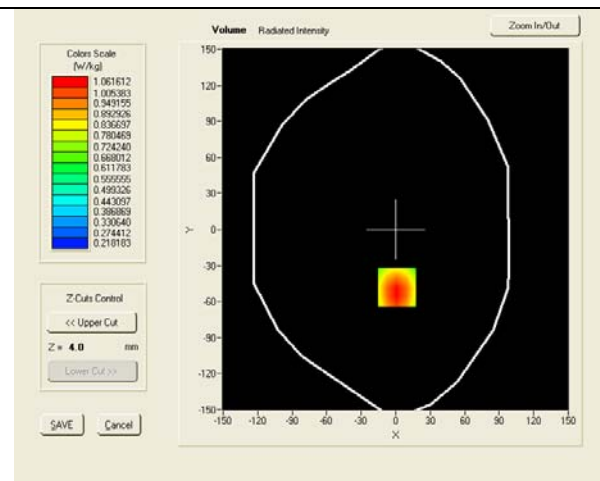 Volume Radiated Intensity
Zoom In/Out
Colors Scale
(W/kg)
1.061612
1.005383
0.949155
0.892926
0.836697
0.780469
0.724240
0.668012
0.611783
0.555555
0.499326
0.443097
0.386869
0.330640
0.274412
0.218183
Z-Cuts Control
<< Upper Cut
Z = 4.0 mm
Lower Cut >>
SAVE Cancel
150-
120-
90-
60-
30-
Y 0-
-30-
-60-
-90-
-120-
-150-
-150 -120 -90 -60 -30 0 30 60 90 120 150
X